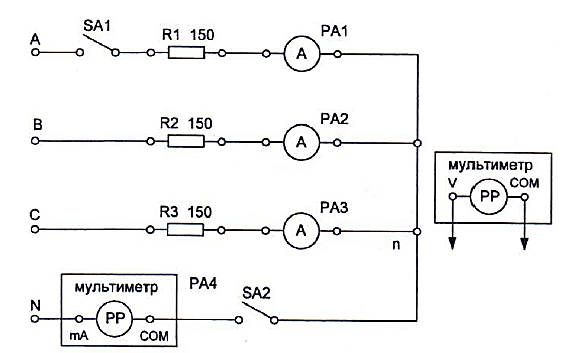 A SA1 R1 150 A PA1
B R2 150 A PA2
мультиметр
V PP COM
C R3 150 A PA3
n
мультиметр PA4 SA2
N PP
mA COM